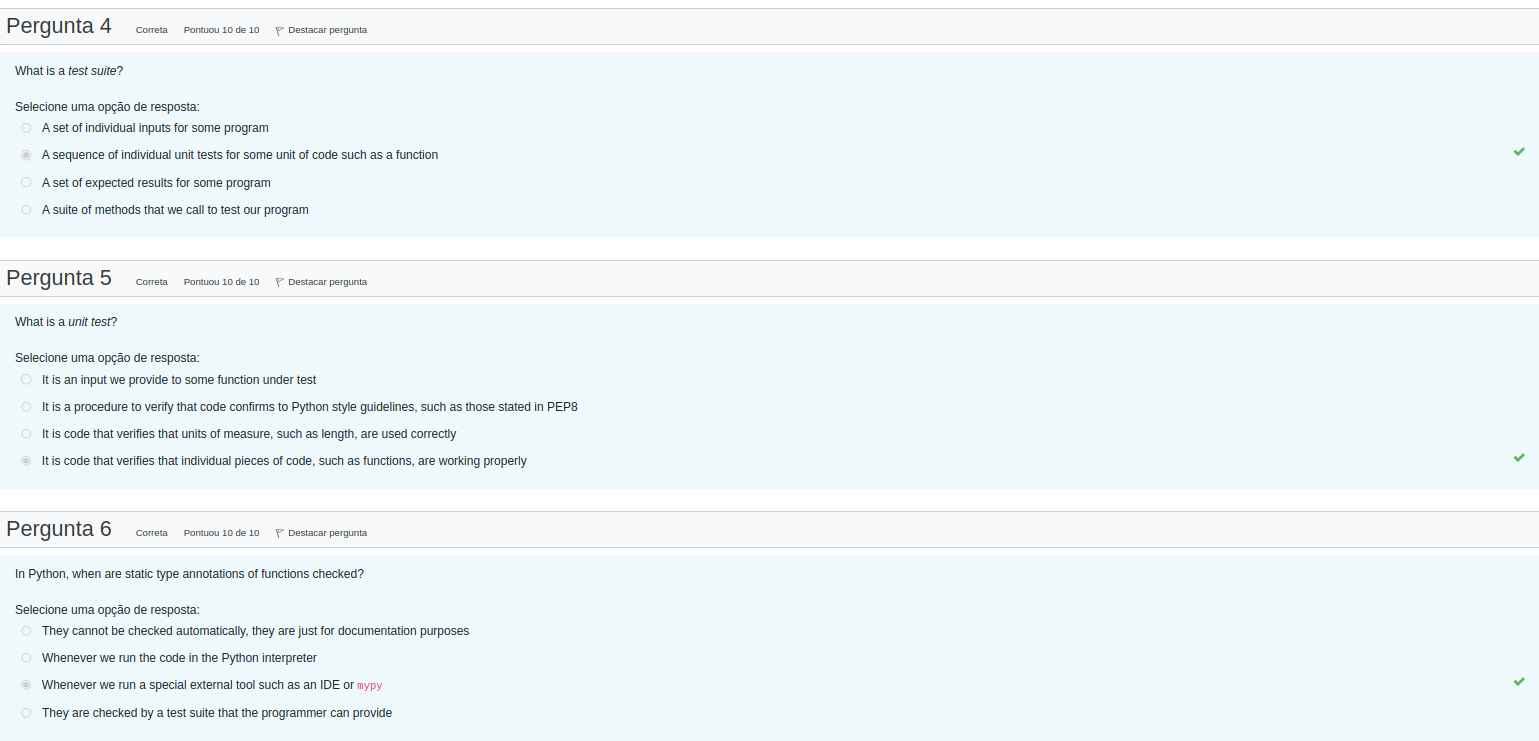 Pergunta 4 Correta Pontuou 10 de 10 Destacar pergunta
What is a test suite?
Selecione uma opção de resposta:
A set of individual inputs for some program
A sequence of individual unit tests for some unit of code such as a function
A set of expected results for some program
A suite of methods that we call to test our program
Pergunta 5 Correta Pontuou 10 de 10 Destacar pergunta
What is a unit test?
Selecione uma opção de resposta:
It is an input we provide to some function under test
It is a procedure to verify that code confirms to Python style guidelines, such as those stated in PEP8
It is code that verifies that units of measure, such as length, are used correctly
It is code that verifies that individual pieces of code, such as functions, are working properly
Pergunta 6 Correta Pontuou 10 de 10 Destacar pergunta
In Python, when are static type annotations of functions checked?
Selecione uma opção de resposta:
They cannot be checked automatically, they are just for documentation purposes
Whenever we run the code in the Python interpreter
Whenever we run a special external tool such as an IDE or mypy
They are checked by a test suite that the programmer can provide